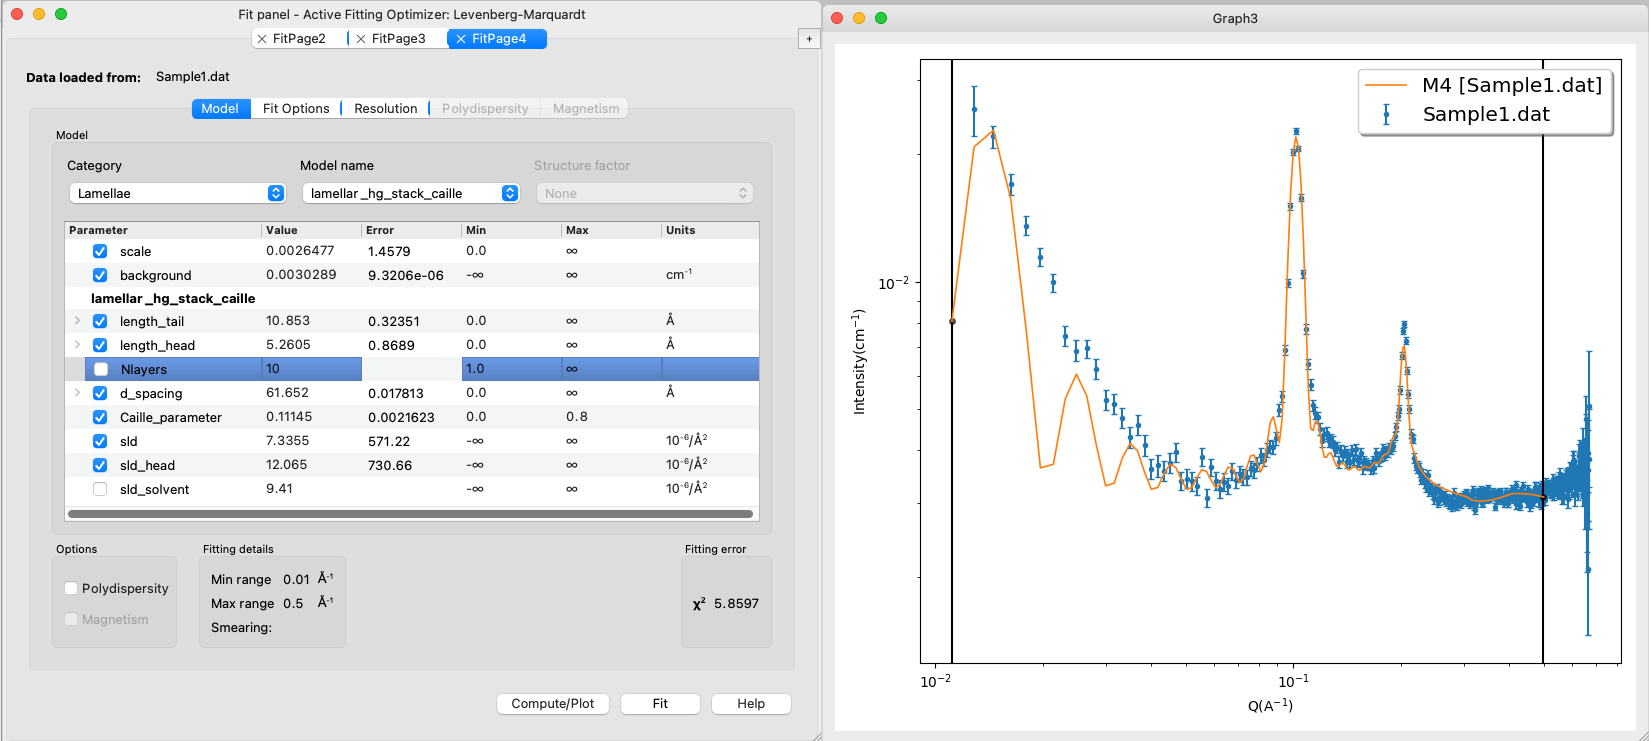 Fit panel - Active Fitting Optimizer: Levenberg-Marquardt
FitPage2 FitPage3 FitPage4 +
Data loaded from: Sample1.dat
Model Fit Options Resolution Polydispersity Magnetism
Model
Category Model name Structure factor
Lamellae lamellar_hg_stack_caille None
Parameter Value Error Min Max Units
scale 0.0026477 1.4579 0.0 ∞
background 0.0030289 9.3206e-06 -∞ ∞ cm⁻¹
lamellar_hg_stack_caille
length_tail 10.853 0.32351 0.0 ∞ Å
length_head 5.2605 0.8689 0.0 ∞ Å
Nlayers 10 1.0 ∞
d_spacing 61.652 0.017813 0.0 ∞ Å
Caille_parameter 0.11145 0.0021623 0.0 0.8
sld 7.3355 571.22 -∞ ∞ 10⁻⁶/Å²
sld_head 12.065 730.66 -∞ ∞ 10⁻⁶/Å²
sld_solvent 9.41 -∞ ∞ 10⁻⁶/Å²
Options Fitting details Fitting error
Polydispersity
Magnetism
Min range 0.01 Å⁻¹
Max range 0.5 Å⁻¹
Smearing:
χ² 5.8597
Compute/Plot Fit Help
Graph3
M4 [Sample1.dat]
Sample1.dat
Intensity(cm⁻¹)
10⁻²
10⁻² 10⁻¹
Q(A⁻¹)